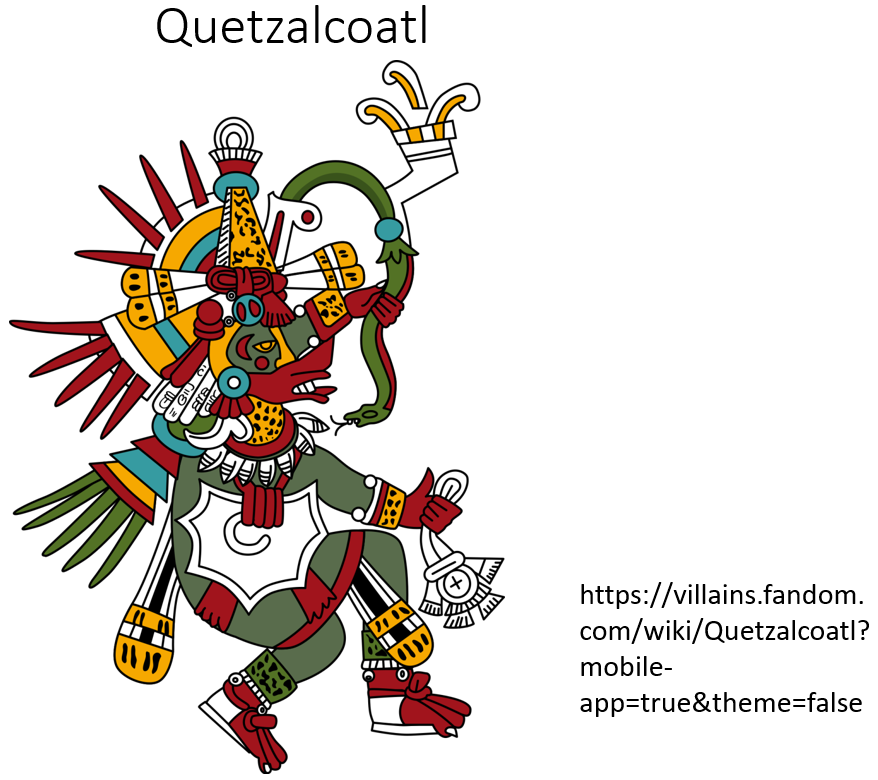 Quetzalcoatl
https://villains.fandom.
com/wiki/Quetzalcoatl?
mobile-
app=true&theme=false